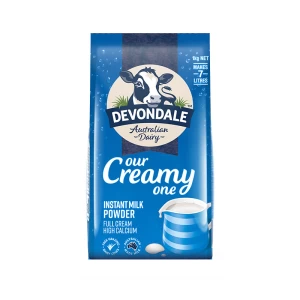 1kg NET
MAKES
7
LITRES
DEVONDALE
Australian
Dairy
our
Creamy
one
INSTANT MILK
POWDER
FULL CREAM
HIGH CALCIUM